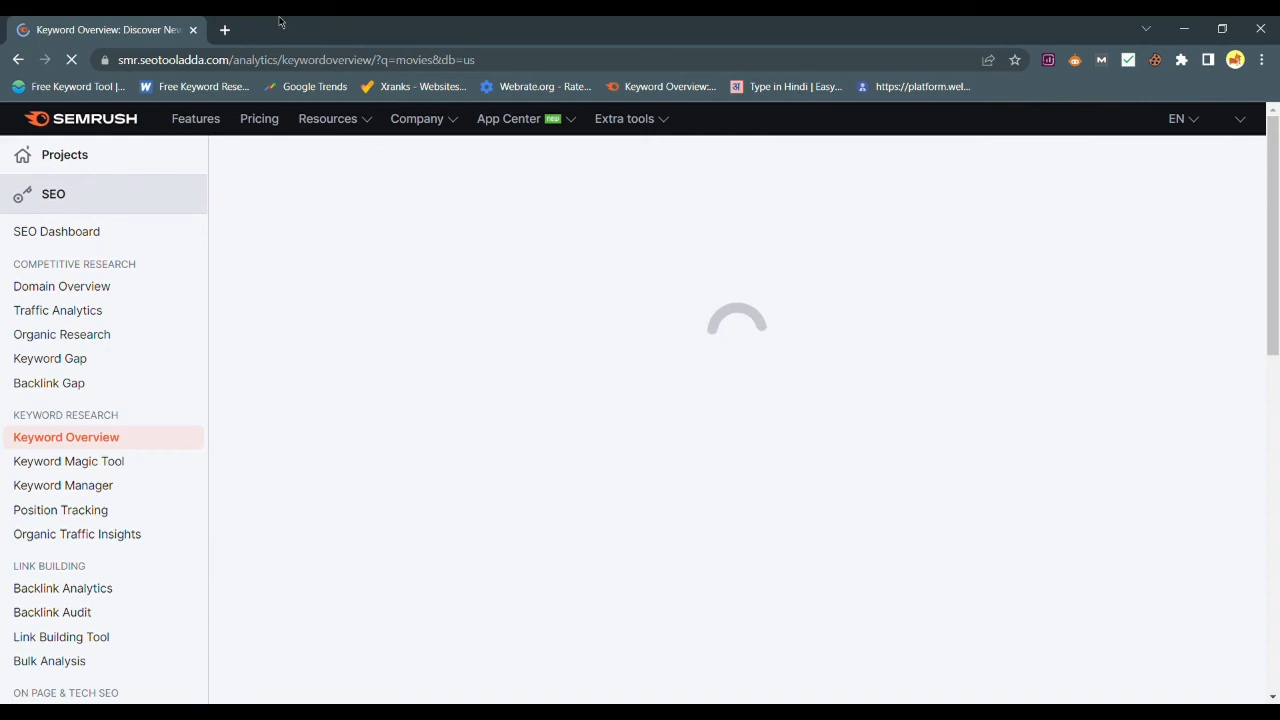 Keyword Overview: Discover Nev
smr.seotooladda.com/analytics/keywordoverview/?q=movies&db=us
Free Keyword Tool |...
Free Keyword Rese...
Google Trends
Xranks - Websites...
Webrate.org - Rate...
Keyword Overview:...
Type in Hindi | Easy...
https://platform.wel...
SEMRUSH
Features
Pricing
Resources
Company
App Center new
Extra tools
EN
Projects
SEO
SEO Dashboard
COMPETITIVE RESEARCH
Domain Overview
Traffic Analytics
Organic Research
Keyword Gap
Backlink Gap
KEYWORD RESEARCH
Keyword Overview
Keyword Magic Tool
Keyword Manager
Position Tracking
Organic Traffic Insights
LINK BUILDING
Backlink Analytics
Backlink Audit
Link Building Tool
Bulk Analysis
ON PAGE & TECH SEO